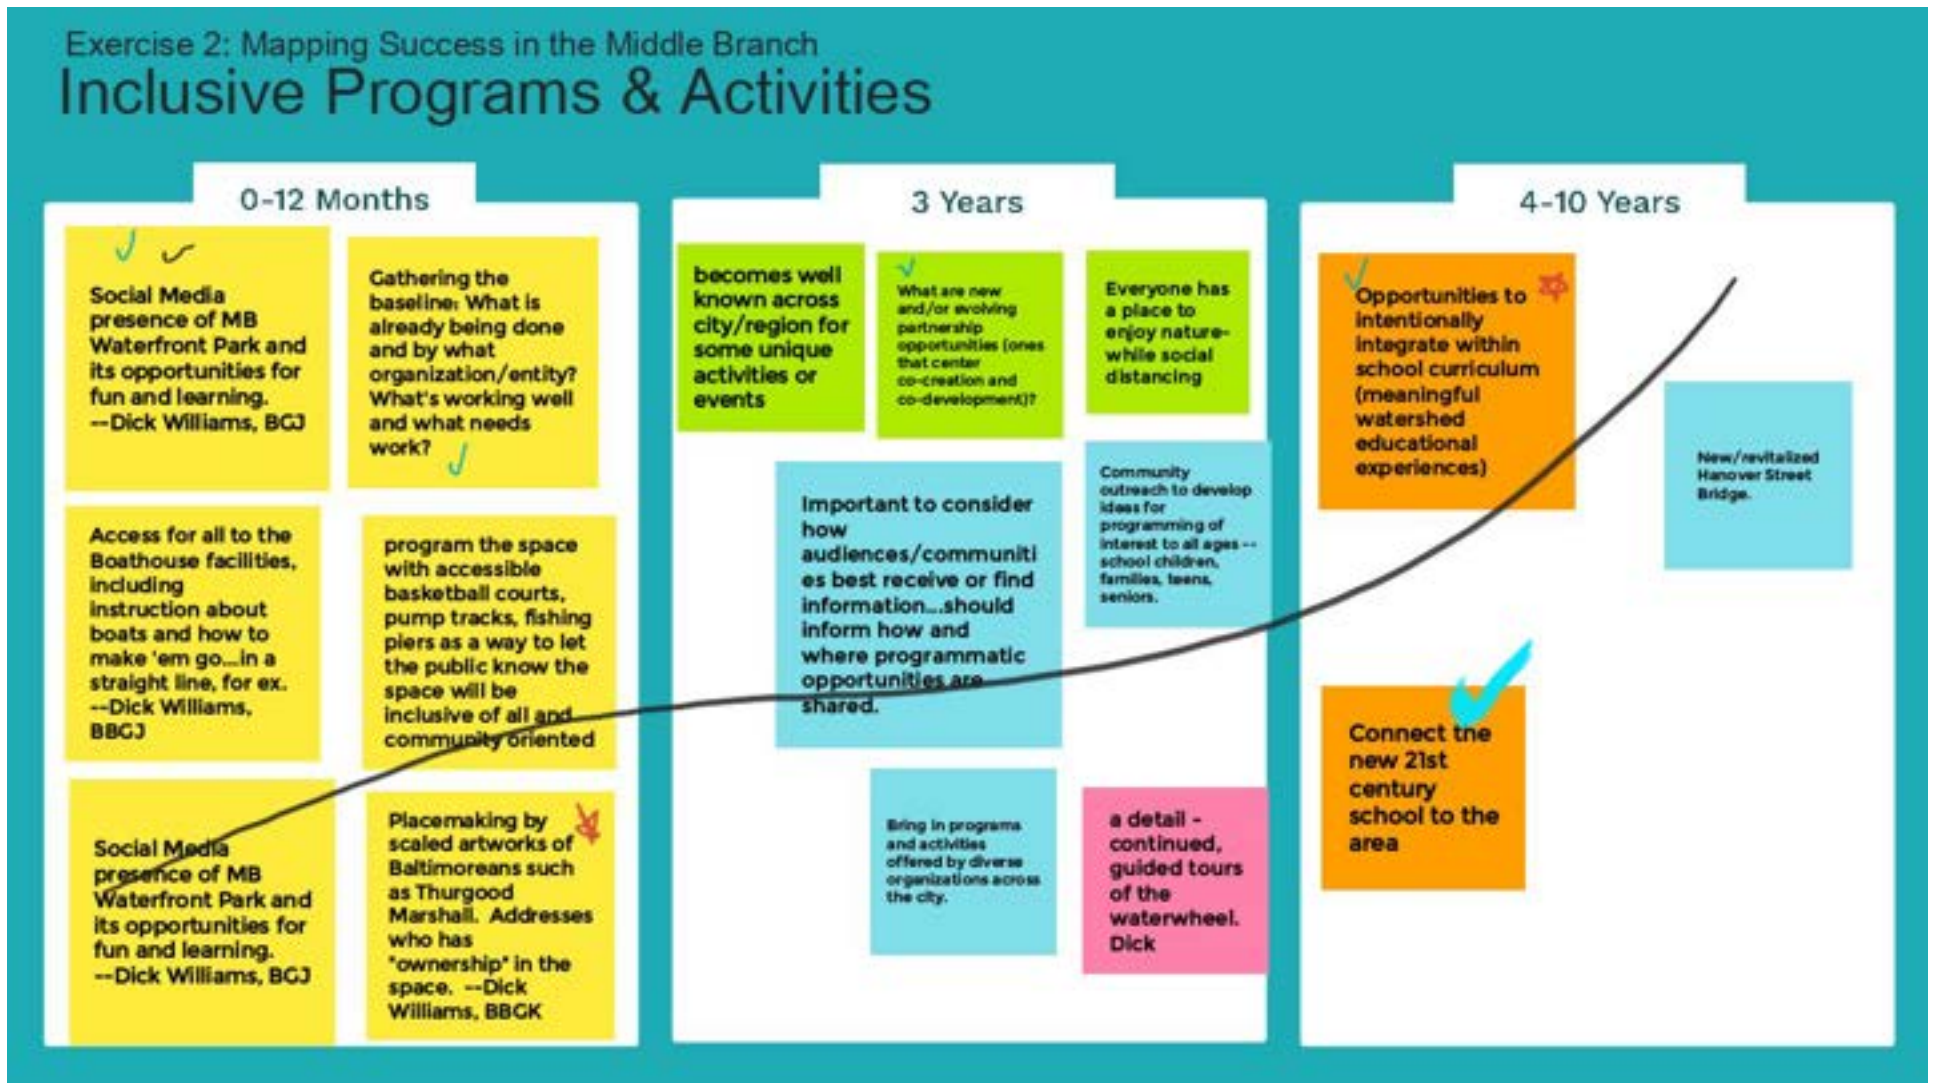 Exercise 2: Mapping Success in the Middle Branch
Inclusive Programs & Activities
0-12 Months
Social Media
presence of MB
Waterfront Park and
its opportunities for
fun and learning.
--Dick Williams, BGJ
Gathering the
baseline: What is
already being done
and by what
organization/entity?
What's working well
and what needs
work?
Access for all to the
Boathouse facilities,
including
instruction about
boats and how to
make 'em go...in a
straight line, for ex.
--Dick Williams,
BBGJ
program the space
with accessible
basketball courts,
pump tracks, fishing
piers as a way to let
the public know the
space will be
inclusive of all and
community oriented
Social Media
presence of MB
Waterfront Park and
its opportunities for
fun and learning.
--Dick Williams, BGJ
Placemaking by
scaled artworks of
Baltimoreans such
as Thurgood
Marshall. Addresses
who has
"ownership" in the
space. --Dick
Williams, BBGK
3 Years
becomes well
known across
city/region for
some unique
activities or
events
What are new
and/or evolving
partnership
opportunities (ones
that center
co-creation and
co-development)?
Everyone has
a place to
enjoy nature-
while social
distancing
Important to consider
how
audiences/communiti
es best receive or find
information...should
inform how and
where programmatic
opportunities are
shared.
Community
outreach to develop
ideas for
programming of
interest to all ages --
school children,
families, teens,
seniors.
Bring in programs
and activities
offered by diverse
organizations across
the city.
a detail -
continued,
guided tours
of the
waterwheel.
Dick
4-10 Years
Opportunities to
intentionally
integrate within
school curriculum
(meaningful
watershed
educational
experiences)
New/revitalized
Hanover Street
Bridge.
Connect the
new 21st
century
school to the
area